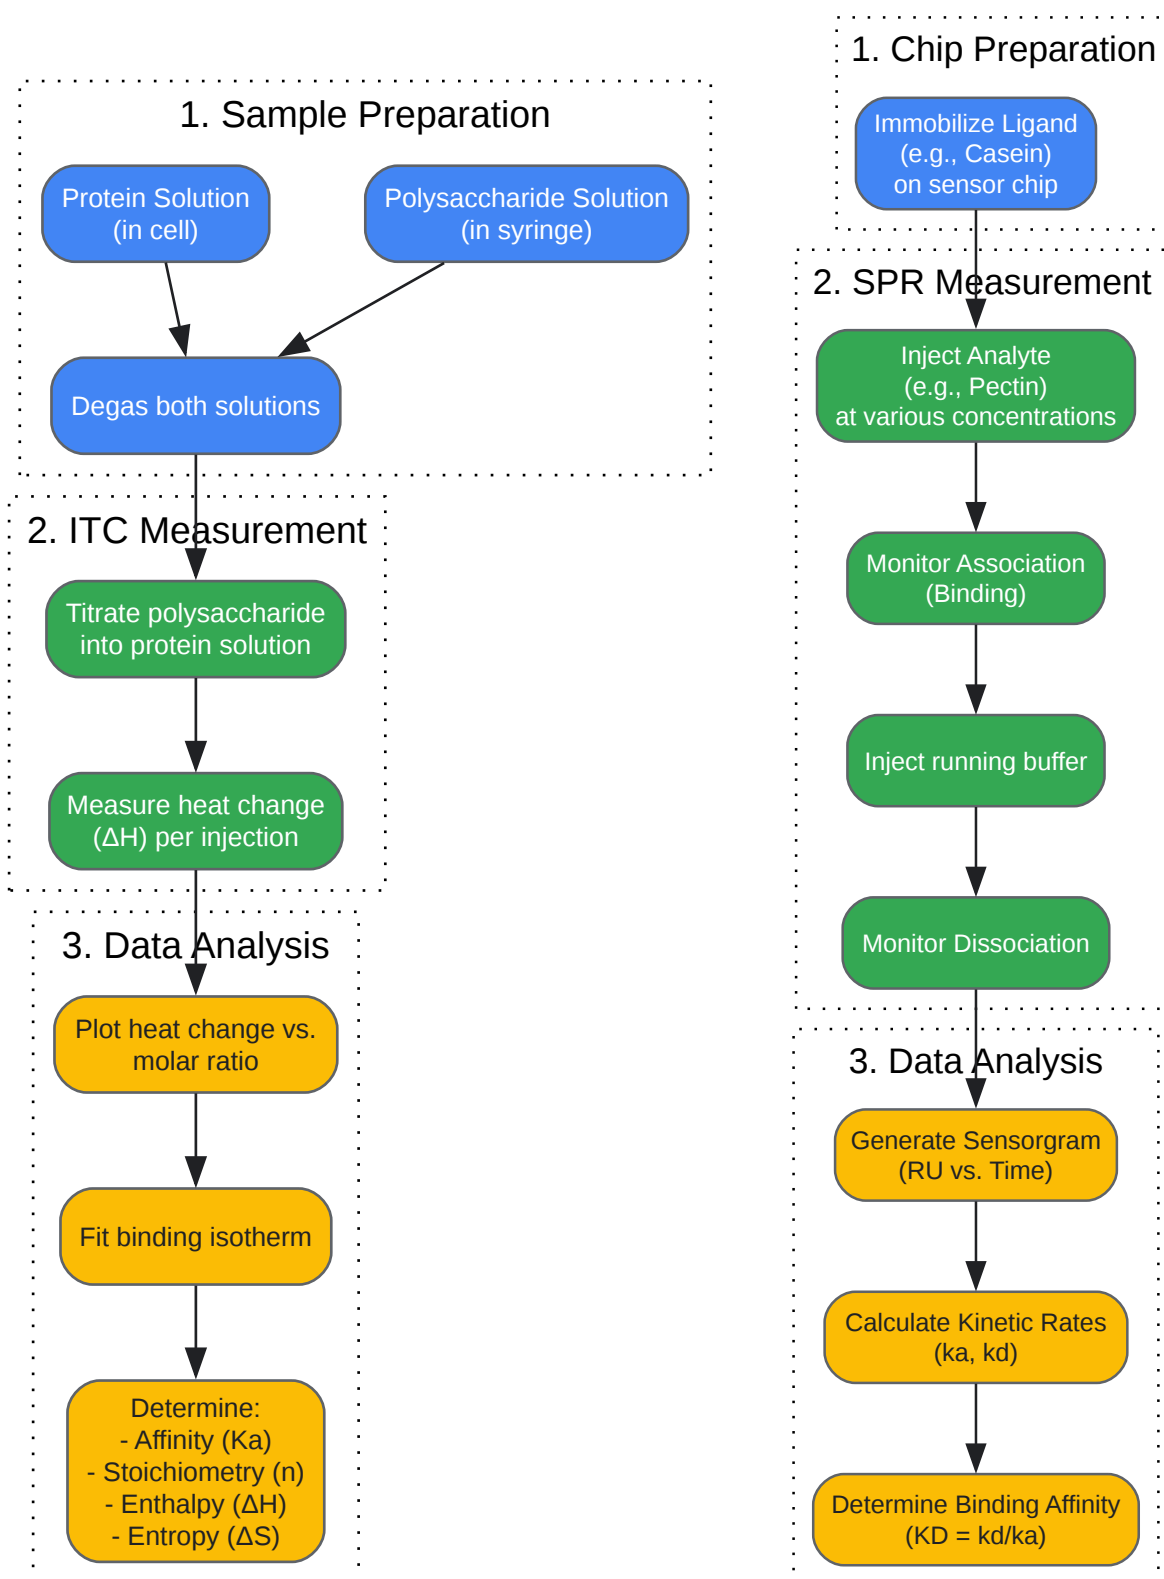 1. Sample Preparation
Protein Solution
(in cell)
Polysaccharide Solution
(in syringe)
Degas both solutions
2. ITC Measurement
Titrate polysaccharide
into protein solution
Measure heat change
(ΔH) per injection
3. Data Analysis
Plot heat change vs.
molar ratio
Fit binding isotherm
Determine:
- Affinity (Ka)
- Stoichiometry (n)
- Enthalpy (ΔH)
- Entropy (ΔS)
1. Chip Preparation
Immobilize Ligand
(e.g., Casein)
on sensor chip
2. SPR Measurement
Inject Analyte
(e.g., Pectin)
at various concentrations
Monitor Association
(Binding)
Inject running buffer
Monitor Dissociation
3. Data Analysis
Generate Sensorgram
(RU vs. Time)
Calculate Kinetic Rates
(ka, kd)
Determine Binding Affinity
(KD = kd/ka)